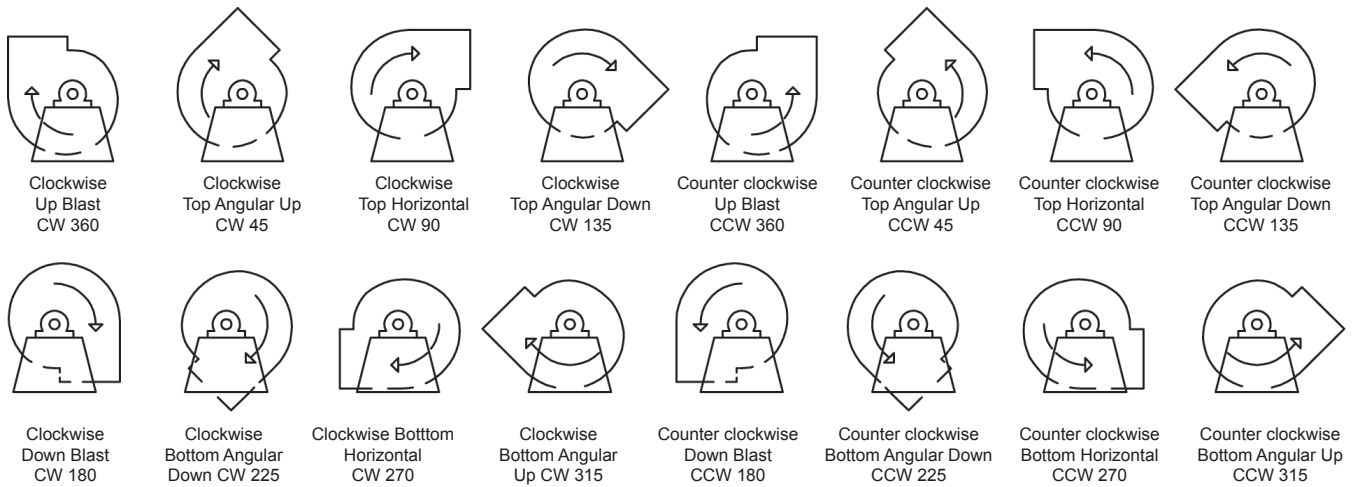 Clockwise
Up Blast
CW 360
Clockwise
Top Angular Up
CW 45
Clockwise
Top Horizontal
CW 90
Clockwise
Top Angular Down
CW 135
Counter clockwise
Up Blast
CCW 360
Counter clockwise
Top Angular Up
CCW 45
Counter clockwise
Top Horizontal
CCW 90
Counter clockwise
Top Angular Down
CCW 135
Clockwise
Down Blast
CW 180
Clockwise
Bottom Angular
Down CW 225
Clockwise Botttom
Horizontal
CW 270
Clockwise
Bottom Angular
Up CW 315
Counter clockwise
Down Blast
CCW 180
Counter clockwise
Bottom Angular Down
CCW 225
Counter clockwise
Bottom Horizontal
CCW 270
Counter clockwise
Bottom Angular Up
CCW 315